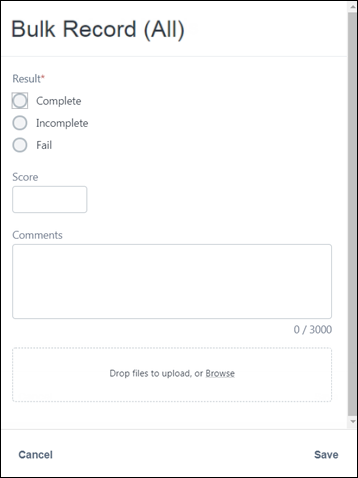 Bulk Record (All)
Result*
Complete
Incomplete
Fail
Score
Comments
0 / 3000
Drop files to upload, or Browse
Cancel Save